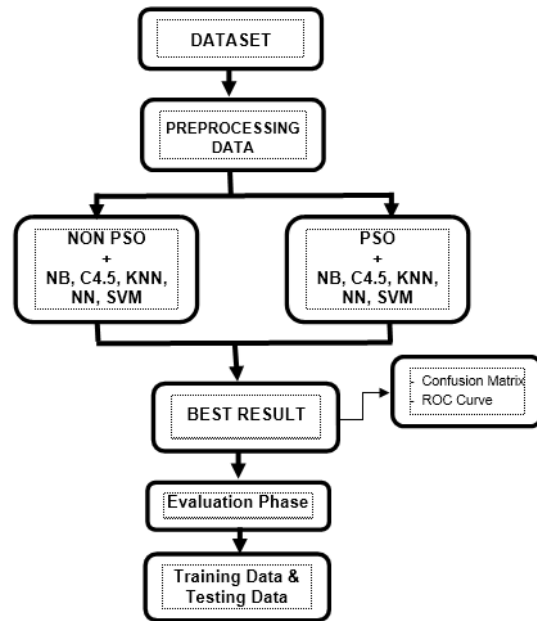 DATASET
PREPROCESSING
DATA
NON PSO
+
NB, C4.5, KNN,
NN, SVM
PSO
+
NB, C4.5, KNN,
NN, SVM
BEST RESULT
- Confusion Matrix
- ROC Curve
Evaluation Phase
Training Data &
Testing Data